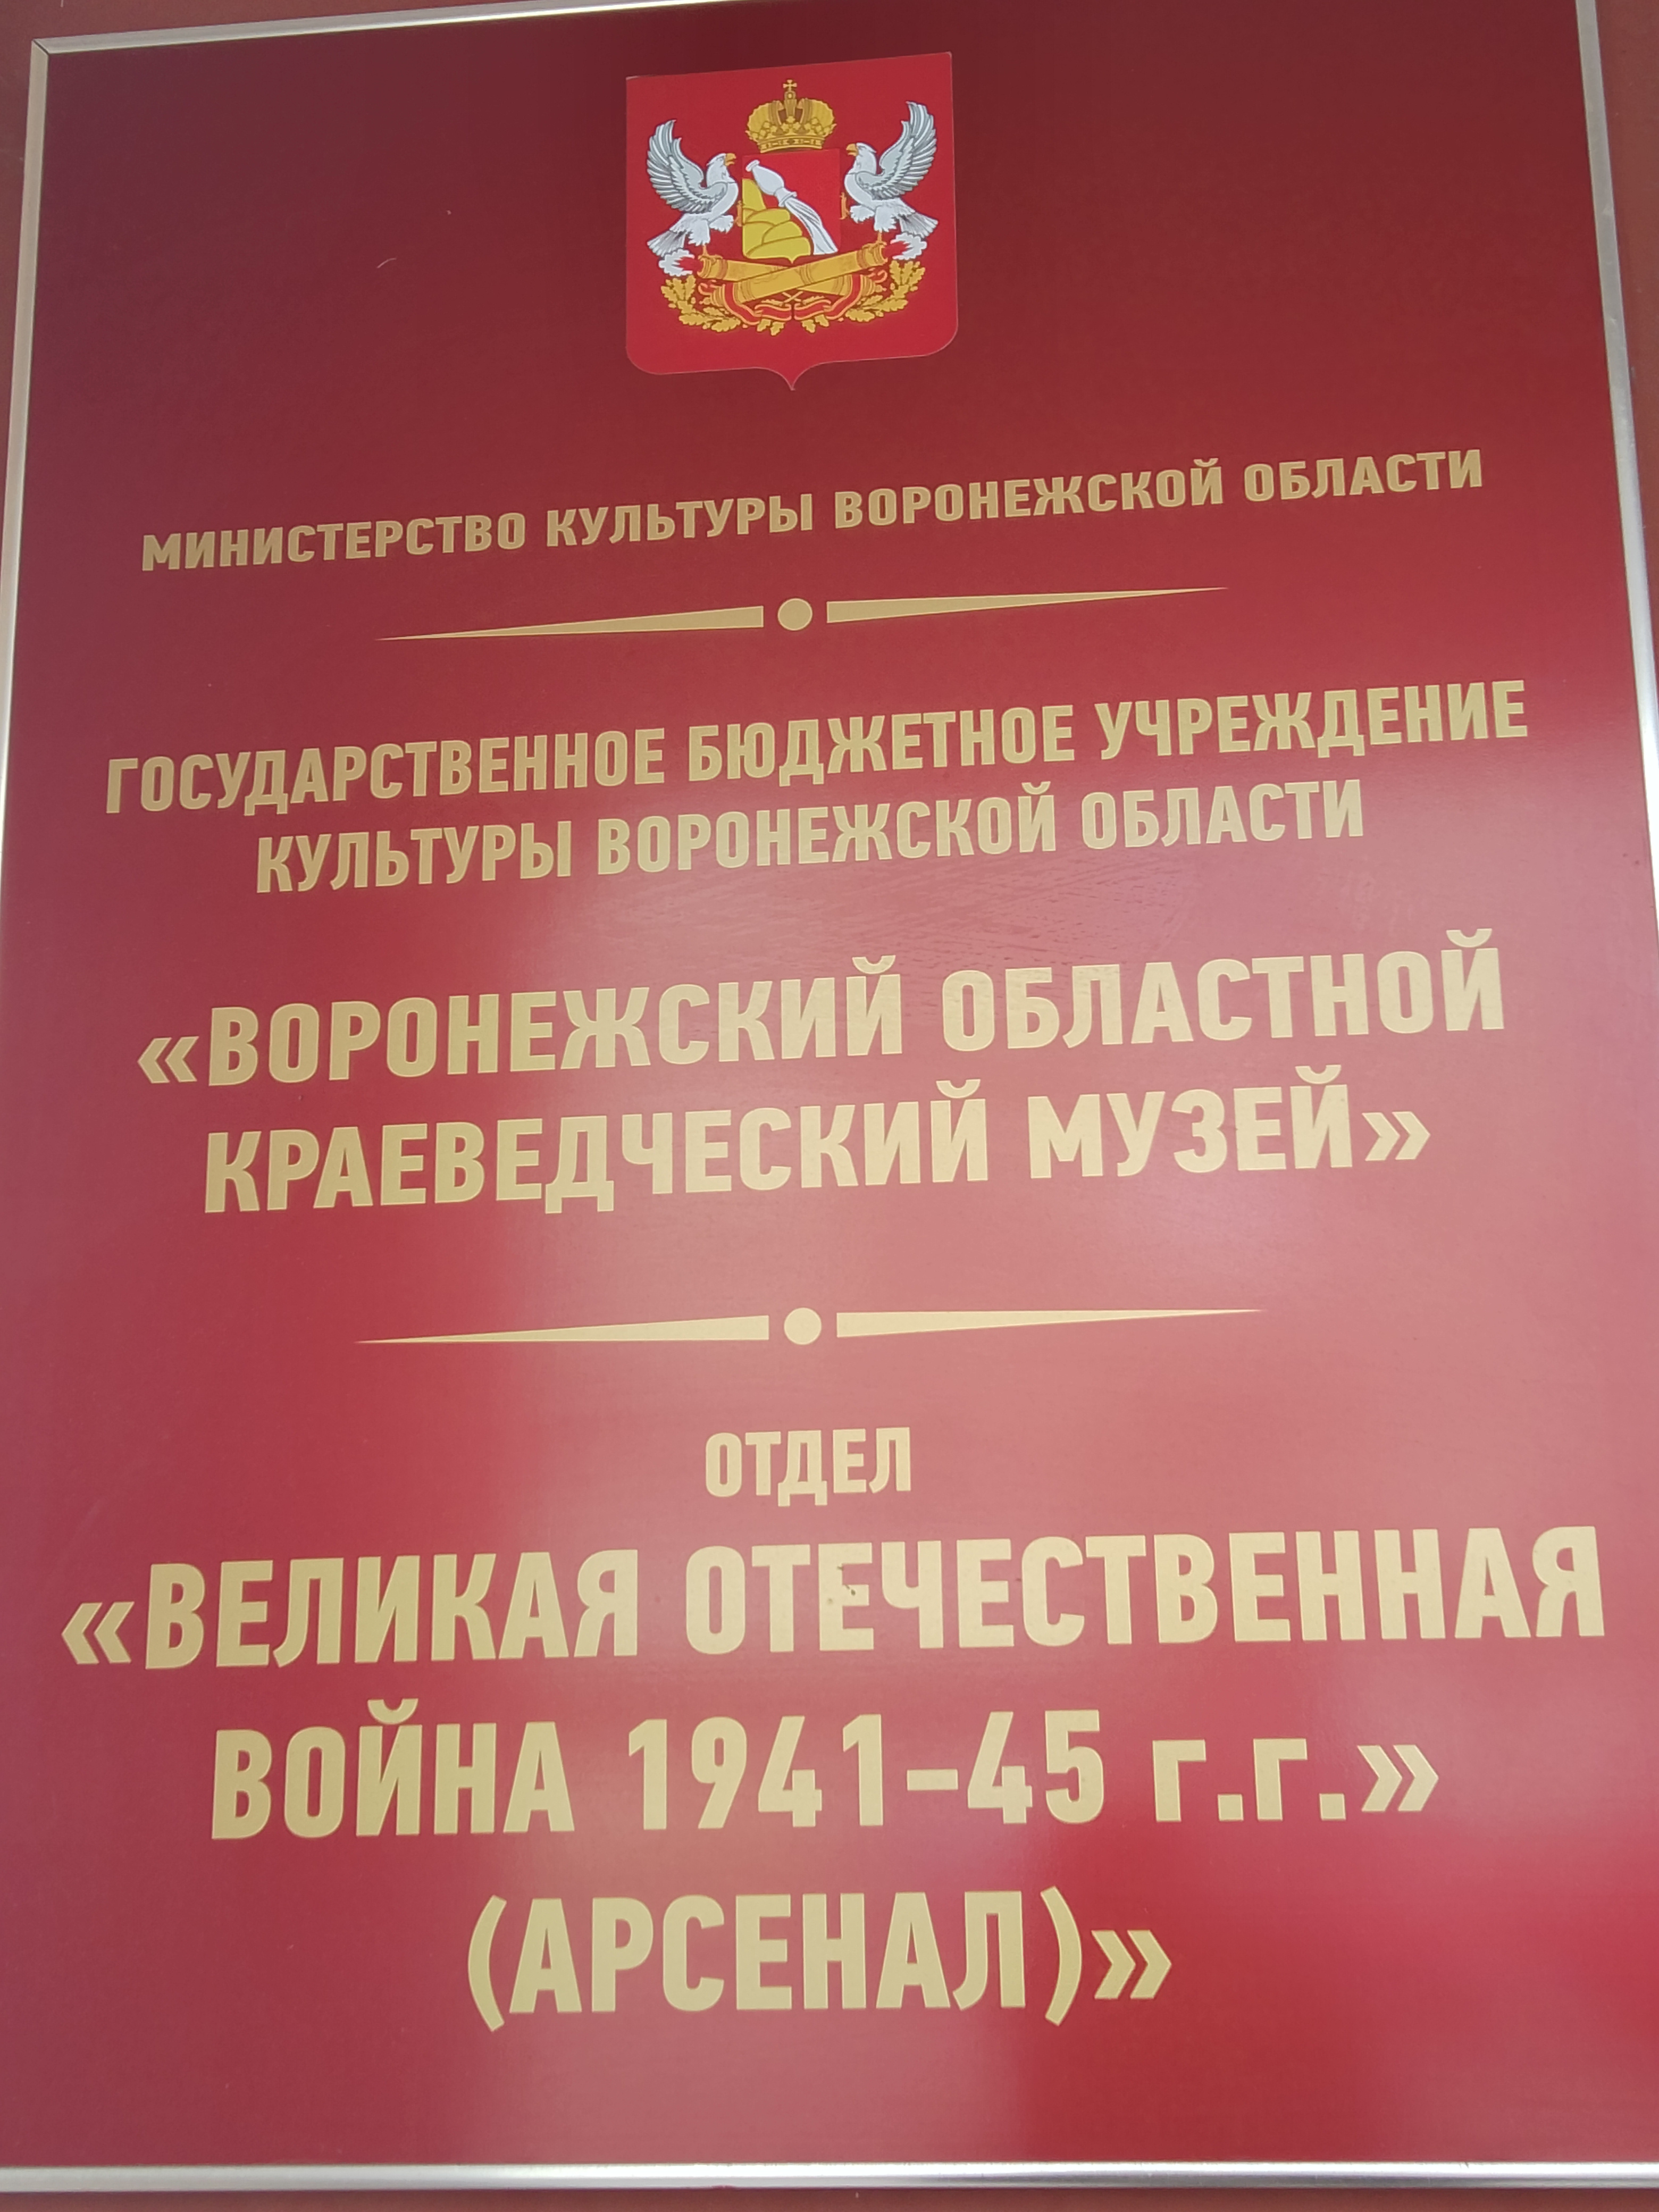 МИНИСТЕРСТВО КУЛЬТУРЫ ВОРОНЕЖСКОЙ ОБЛАСТИ
ГОСУДАРСТВЕННОЕ БЮДЖЕТНОЕ УЧРЕЖДЕНИЕ
КУЛЬТУРЫ ВОРОНЕЖСКОЙ ОБЛАСТИ
«ВОРОНЕЖСКИЙ ОБЛАСТНОЙ
КРАЕВЕДЧЕСКИЙ МУЗЕЙ»
ОТДЕЛ
«ВЕЛИКАЯ ОТЕЧЕСТВЕННАЯ
ВОЙНА 1941-45 г.г.»
(АРСЕНАЛ)»